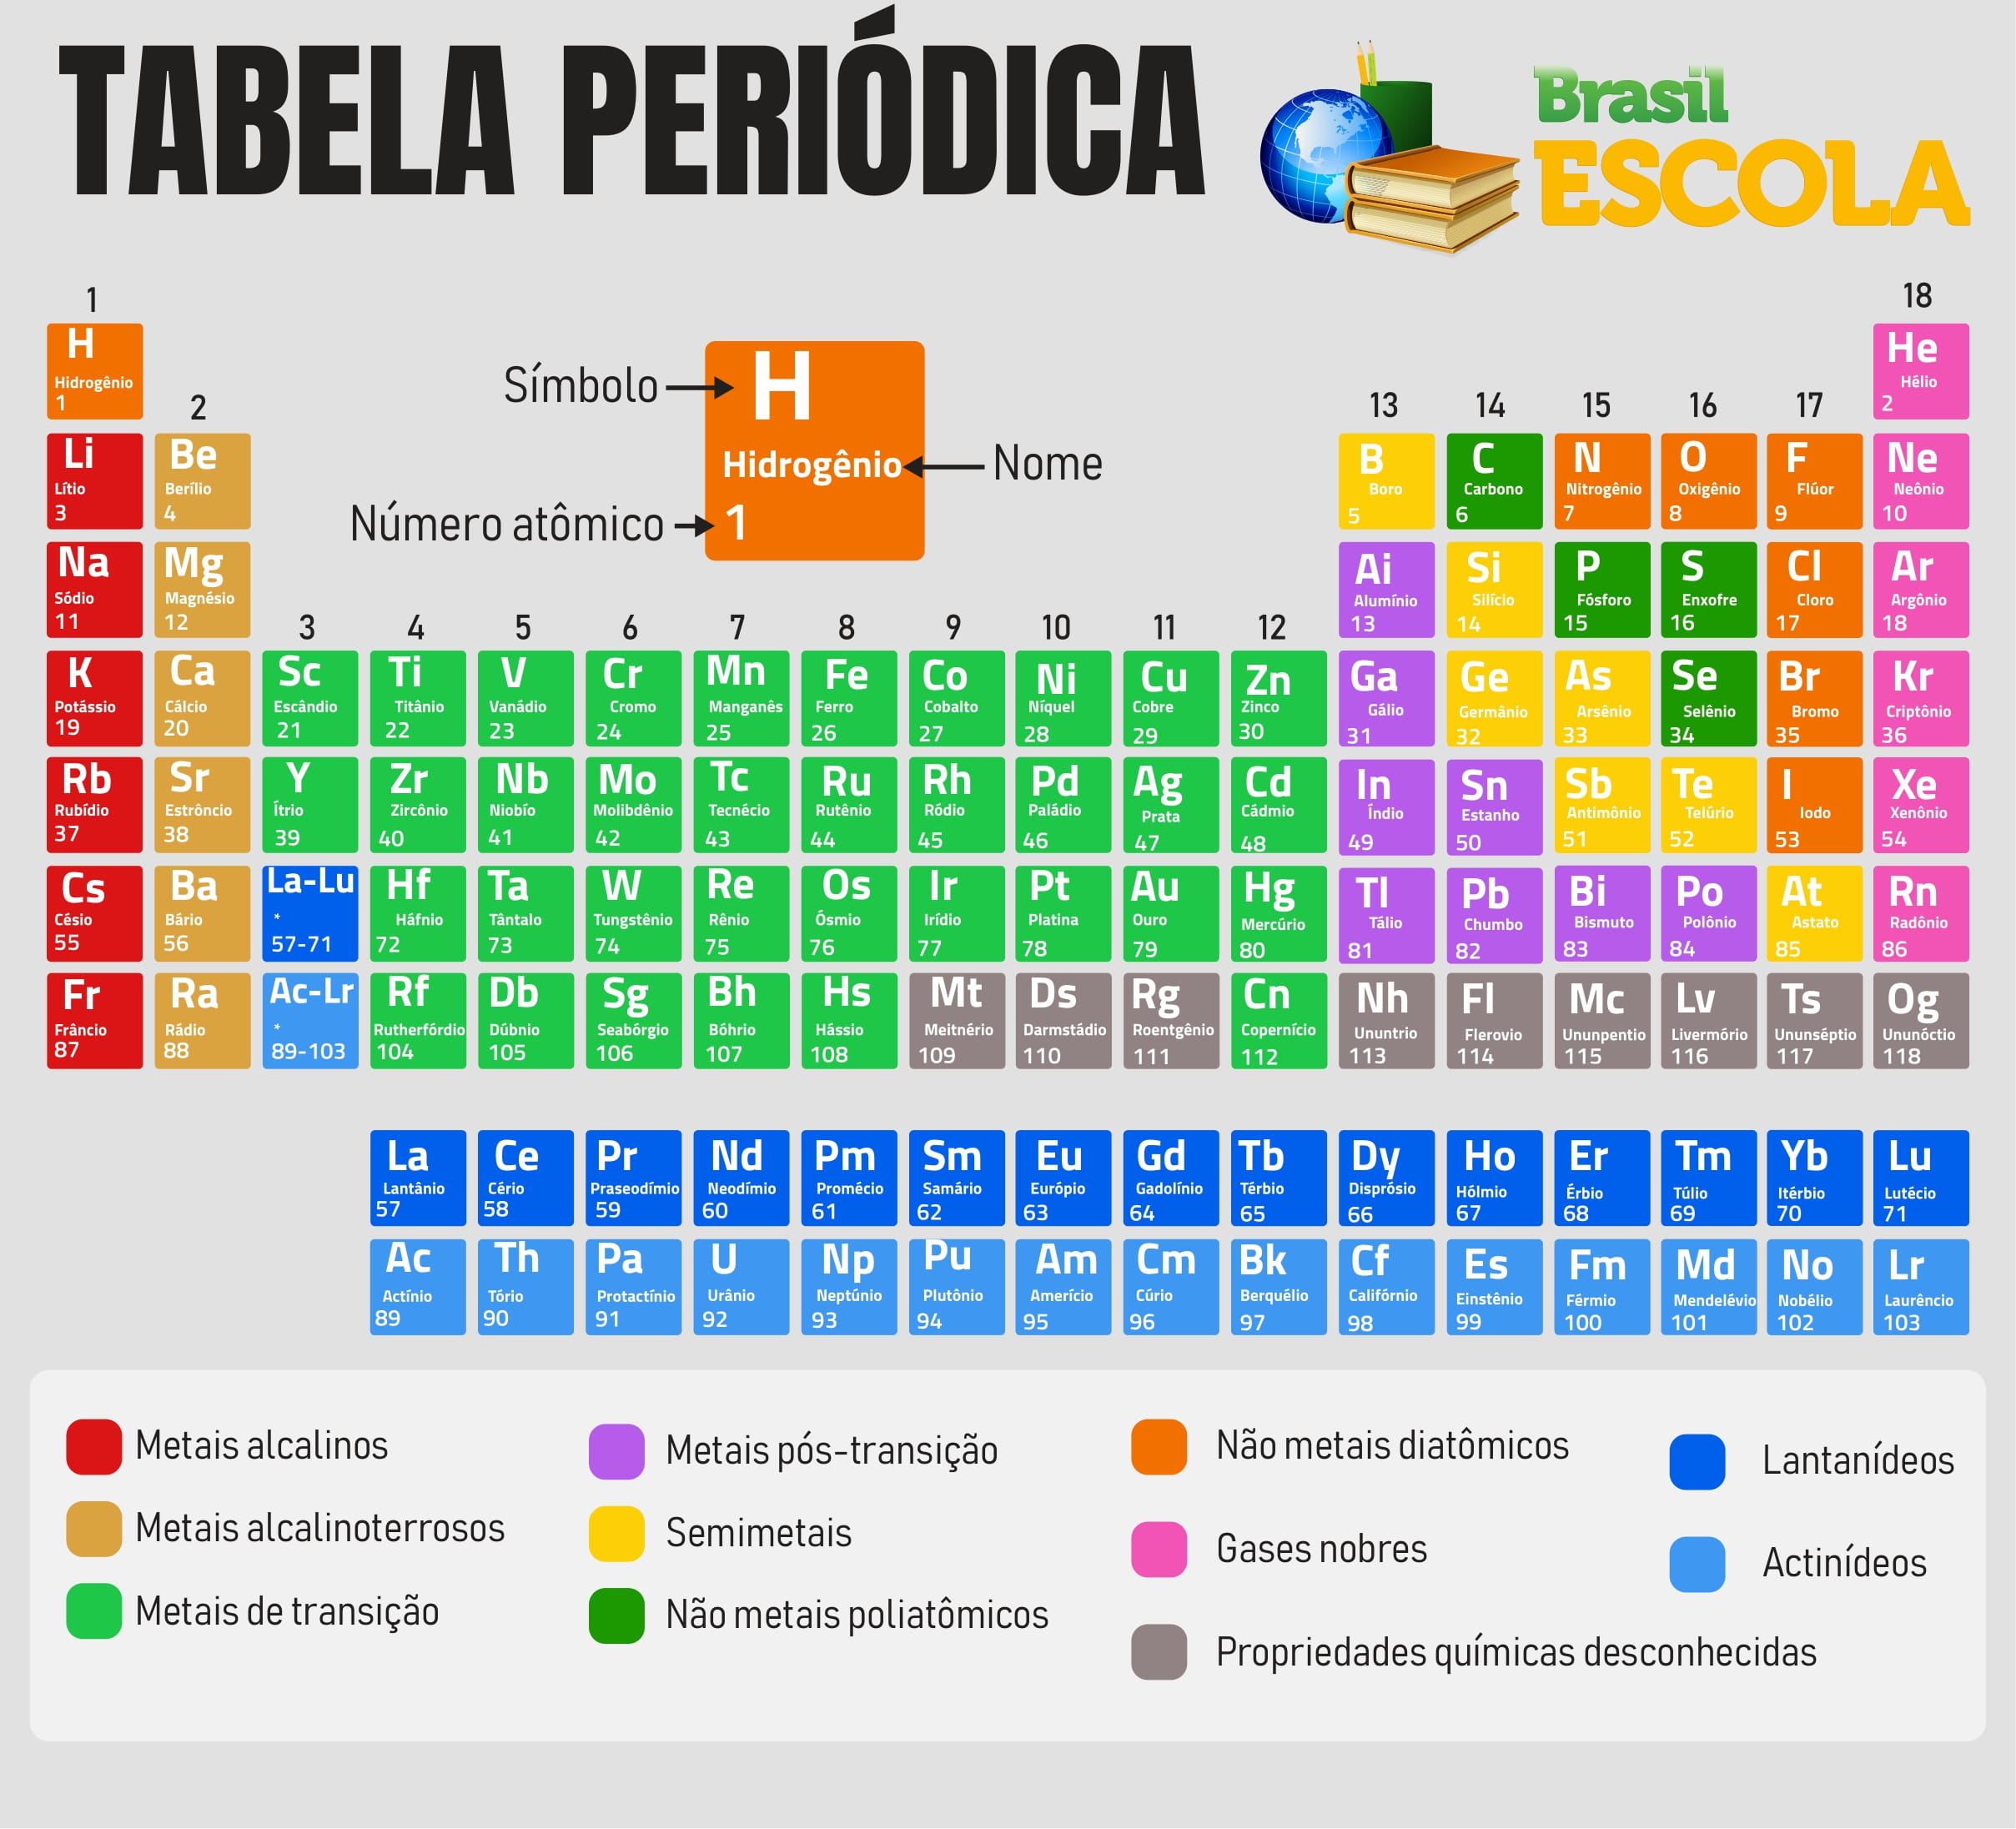 TABELA PERIÓDICA
Brasil
ESCOLA
1
18
H
Hidrogênio
1
He
Hélio
2
Símbolo
H
Hidrogênio
1
Nome
Número atômico
2
13 14 15 16 17
Li Be B C N O F Ne
Lítio Berílio Boro Carbono Nitrogênio Oxigênio Flúor Neônio
3 4 5 6 7 8 9 10
Na Mg Ai Si P S Cl Ar
Sódio Magnésio Alumínio Silício Fósforo Enxofre Cloro Argônio
11 12 13 14 15 16 17 18
3 4 5 6 7 8 9 10 11 12
K Ca Sc Ti V Cr Mn Fe Co Ni Cu Zn Ga Ge As Se Br Kr
Potássio Cálcio Escândio Titânio Vanádio Cromo Manganês Ferro Cobalto Níquel Cobre Zinco Gálio Germânio Arsênio Selênio Bromo Criptônio
19 20 21 22 23 24 25 26 27 28 29 30 31 32 33 34 35 36
Rb Sr Y Zr Nb Mo Tc Ru Rh Pd Ag Cd In Sn Sb Te I Xe
Rubídio Estrôncio Ítrio Zircônio Niobío Molibdênio Tecnécio Rutênio Ródio Paládio Prata Cádmio Índio Estanho Antimônio Telúrio Iodo Xenônio
37 38 39 40 41 42 43 44 45 46 47 48 49 50 51 52 53 54
Cs Ba La-Lu Hf Ta W Re Os Ir Pt Au Hg Tl Pb Bi Po At Rn
Césio Bário * Háfnio Tântalo Tungstênio Rênio Ósmio Irídio Platina Ouro Mercúrio Tálio Chumbo Bismuto Polônio Astato Radônio
55 56 57-71 72 73 74 75 76 77 78 79 80 81 82 83 84 85 86
Fr Ra Ac-Lr Rf Db Sg Bh Hs Mt Ds Rg Cn Nh Fl Mc Lv Ts Og
Frâncio Rádio * Rutherfórdio Dúbnio Seabórgio Bóhrio Hássio Meitnério Darmstádio Roentgênio Copernício Ununtrio Flerovio Ununpentio Livermório Ununséptio Ununóctio
87 88 89-103 104 105 106 107 108 109 110 111 112 113 114 115 116 117 118
La Ce Pr Nd Pm Sm Eu Gd Tb Dy Ho Er Tm Yb Lu
Lantânio Cério Praseodímio Neodímio Promécio Samário Európio Gadolínio Térbio Disprósio Hólmio Érbio Túlio Itérbio Lutécio
57 58 59 60 61 62 63 64 65 66 67 68 69 70 71
Ac Th Pa U Np Pu Am Cm Bk Cf Es Fm Md No Lr
Actínio Tório Protactínio Urânio Neptúnio Plutônio Amerício Cúrio Berquélio Califórnio Einstênio Férmio Mendelévio Nobélio Laurêncio
89 90 91 92 93 94 95 96 97 98 99 100 101 102 103
Metais alcalinos
Metais alcalinoterrosos
Metais de transição
Metais pós-transição
Semimetais
Não metais poliatômicos
Não metais diatômicos
Gases nobres
Propriedades químicas desconhecidas
Lantanídeos
Actinídeos